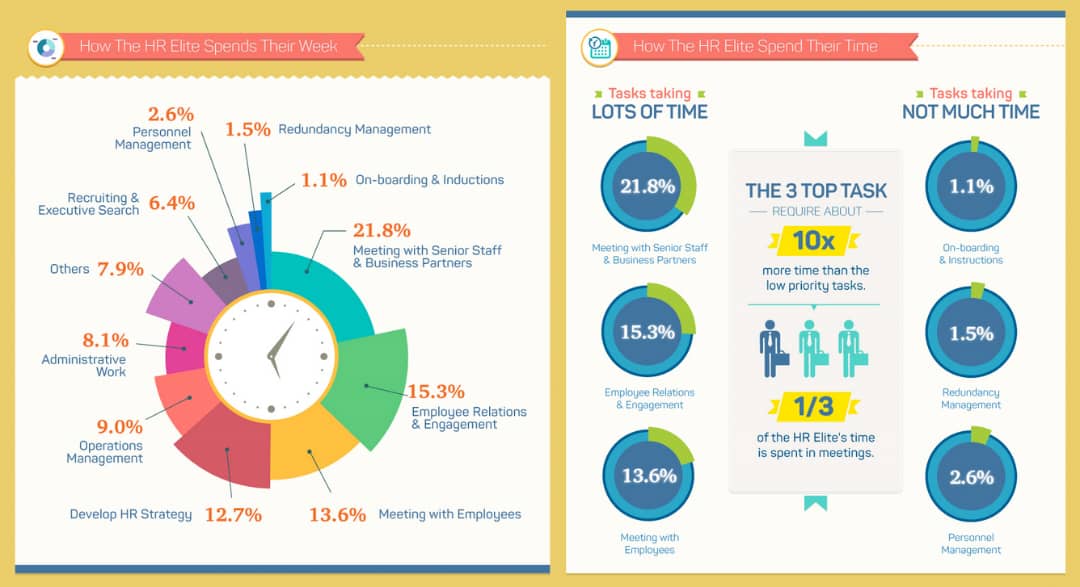 How The HR Elite Spends Their Week
2.6%
Personnel
Management
1.5% Redundancy Management
1.1% On-boarding & Inductions
Recruiting &
Executive Search 6.4%
21.8%
Meeting with Senior Staff
& Business Partners
Others 7.9%
8.1%
Administrative
Work
15.3%
Employee Relations
& Engagement
9.0%
Operations
Management
Develop HR Strategy 12.7%
13.6% Meeting with Employees
How The HR Elite Spend Their Time
Tasks taking
LOTS OF TIME
21.8%
Meeting with Senior Staff
& Business Partners
15.3%
Employee Relations
& Engagement
13.6%
Meeting with
Employees
THE 3 TOP TASK
REQUIRE ABOUT
10x
more time than the
low priority tasks.
1/3
of the HR Elite's time
is spent in meetings.
Tasks taking
NOT MUCH TIME
1.1%
On-boarding
& Instructions
1.5%
Redundancy
Management
2.6%
Personnel
Management